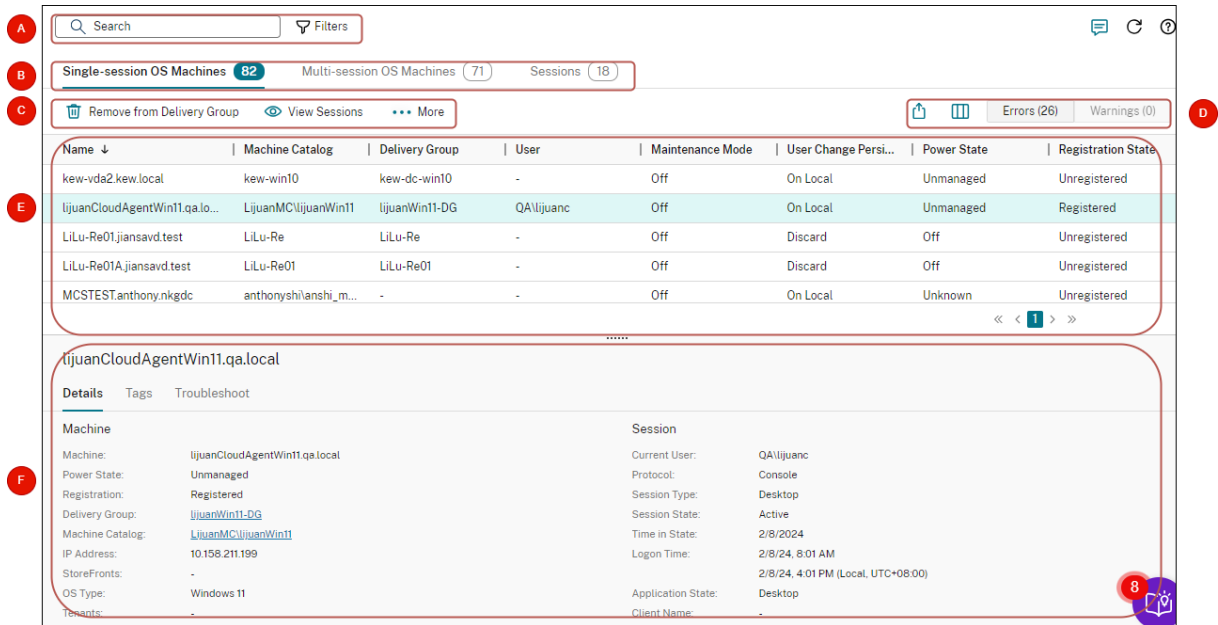 A
Search Filters
B
Single-session OS Machines 82 Multi-session OS Machines 71 Sessions 18
C
Remove from Delivery Group View Sessions ••• More Errors (26) Warnings (0)
D
Name ↓ Machine Catalog Delivery Group User Maintenance Mode User Change Persi... Power State Registration State
kew-vda2.kew.local kew-win10 kew-dc-win10 - Off On Local Unmanaged Unregistered
E
lijuanCloudAgentWin11.qa.lo... LijuanMC\lijuanWin11 lijuanWin11-DG QA\lijuanc Off On Local Unmanaged Registered
LiLu-Re01.jiansavd.test LiLu-Re LiLu-Re - Off Discard Off Unregistered
LiLu-Re01A.jiansavd.test LiLu-Re01 LiLu-Re01 - Off Discard Off Unregistered
MCSTEST.anthony.nkgdc anthonyshi\anshi_m... - - Off On Local Unknown Unregistered
« < 1 > »
lijuanCloudAgentWin11.qa.local
Details Tags Troubleshoot
Machine Session
Machine: lijuanCloudAgentWin11.qa.local Current User: QA\lijuanc
Power State: Unmanaged Protocol: Console
F
Registration: Registered Session Type: Desktop
Delivery Group: lijuanWin11-DG Session State: Active
Machine Catalog: LijuanMC\lijuanWin11 Time in State: 2/8/2024
IP Address: 10.158.211.199 Logon Time: 2/8/24, 8:01 AM
StoreFronts: - 2/8/24, 4:01 PM (Local, UTC+08:00)
OS Type: Windows 11 Application State: Desktop
Tenants: - Client Name: -
8